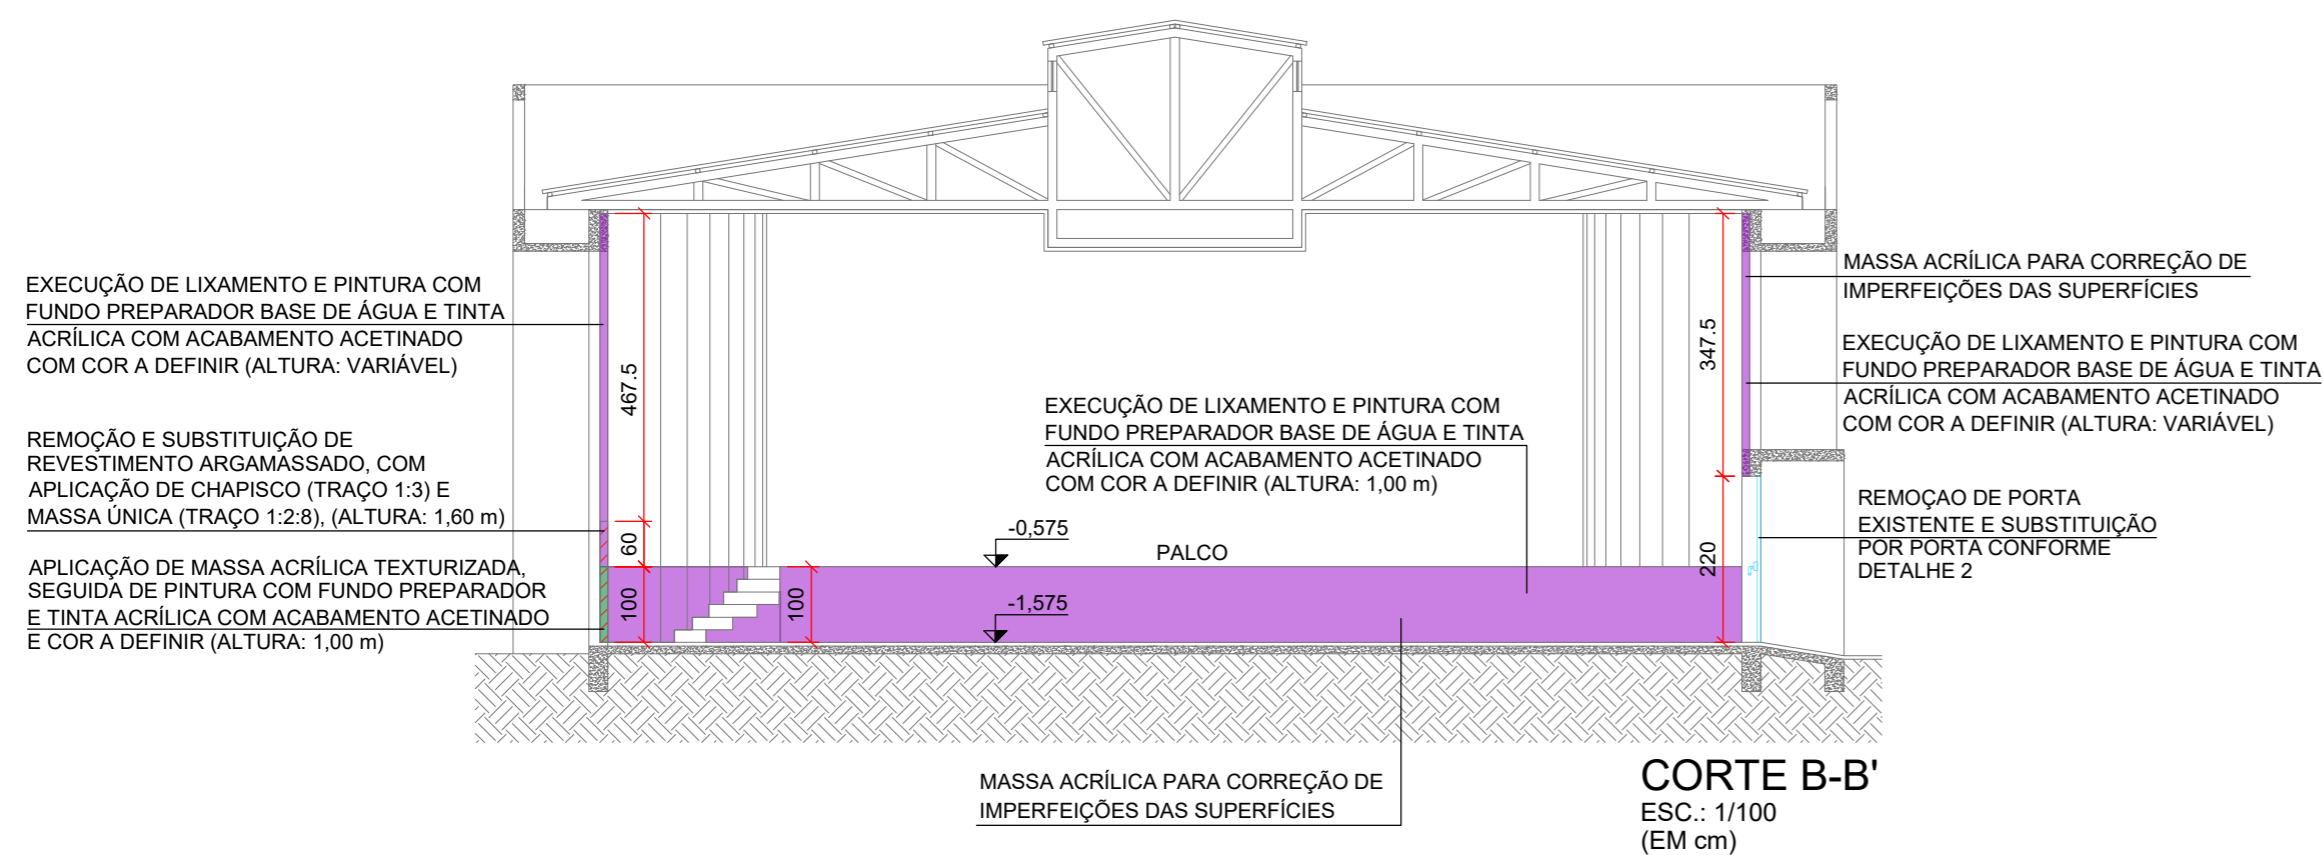 EXECUÇÃO DE LIXAMENTO E PINTURA COM
FUNDO PREPARADOR BASE DE ÁGUA E TINTA
ACRÍLICA COM ACABAMENTO ACETINADO
COM COR A DEFINIR (ALTURA: VARIÁVEL)
REMOÇÃO E SUBSTITUIÇÃO DE
REVESTIMENTO ARGAMASSADO, COM
APLICAÇÃO DE CHAPISCO (TRAÇO 1:3) E
MASSA ÚNICA (TRAÇO 1:2:8), (ALTURA: 1,60 m)
APLICAÇÃO DE MASSA ACRÍLICA TEXTURIZADA,
SEGUIDA DE PINTURA COM FUNDO PREPARADOR
E TINTA ACRÍLICA COM ACABAMENTO ACETINADO
E COR A DEFINIR (ALTURA: 1,00 m)
467.5
60
100
100
EXECUÇÃO DE LIXAMENTO E PINTURA COM
FUNDO PREPARADOR BASE DE ÁGUA E TINTA
ACRÍLICA COM ACABAMENTO ACETINADO
COM COR A DEFINIR (ALTURA: 1,00 m)
-0,575
PALCO
-1,575
347.5
220
MASSA ACRÍLICA PARA CORREÇÃO DE
IMPERFEIÇÕES DAS SUPERFÍCIES
EXECUÇÃO DE LIXAMENTO E PINTURA COM
FUNDO PREPARADOR BASE DE ÁGUA E TINTA
ACRÍLICA COM ACABAMENTO ACETINADO
COM COR A DEFINIR (ALTURA: VARIÁVEL)
REMOÇAO DE PORTA
EXISTENTE E SUBSTITUIÇÃO
POR PORTA CONFORME
DETALHE 2
MASSA ACRÍLICA PARA CORREÇÃO DE
IMPERFEIÇÕES DAS SUPERFÍCIES
CORTE B-B'
ESC.: 1/100
(EM cm)